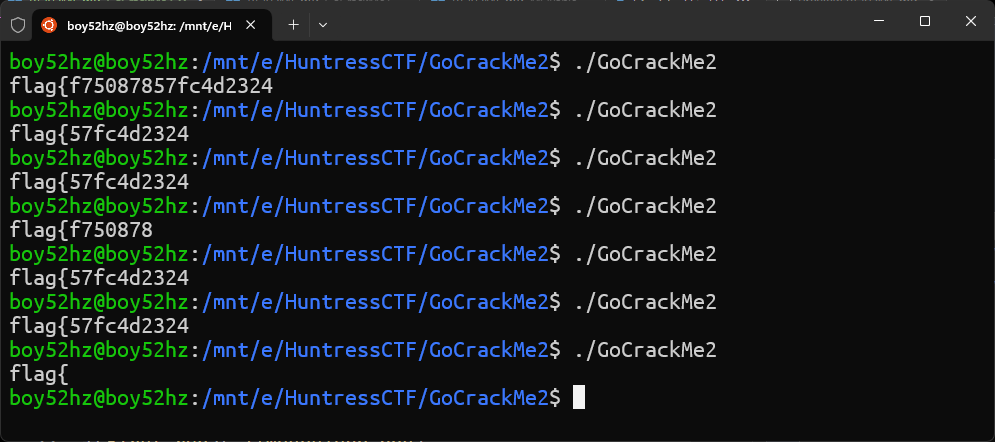 boy52hz@boy52hz: /mnt/e/H
boy52hz@boy52hz:/mnt/e/HuntressCTF/GoCrackMe2$ ./GoCrackMe2
flag{f75087857fc4d2324
boy52hz@boy52hz:/mnt/e/HuntressCTF/GoCrackMe2$ ./GoCrackMe2
flag{57fc4d2324
boy52hz@boy52hz:/mnt/e/HuntressCTF/GoCrackMe2$ ./GoCrackMe2
flag{57fc4d2324
boy52hz@boy52hz:/mnt/e/HuntressCTF/GoCrackMe2$ ./GoCrackMe2
flag{f750878
boy52hz@boy52hz:/mnt/e/HuntressCTF/GoCrackMe2$ ./GoCrackMe2
flag{57fc4d2324
boy52hz@boy52hz:/mnt/e/HuntressCTF/GoCrackMe2$ ./GoCrackMe2
flag{57fc4d2324
boy52hz@boy52hz:/mnt/e/HuntressCTF/GoCrackMe2$ ./GoCrackMe2
flag{
boy52hz@boy52hz:/mnt/e/HuntressCTF/GoCrackMe2$